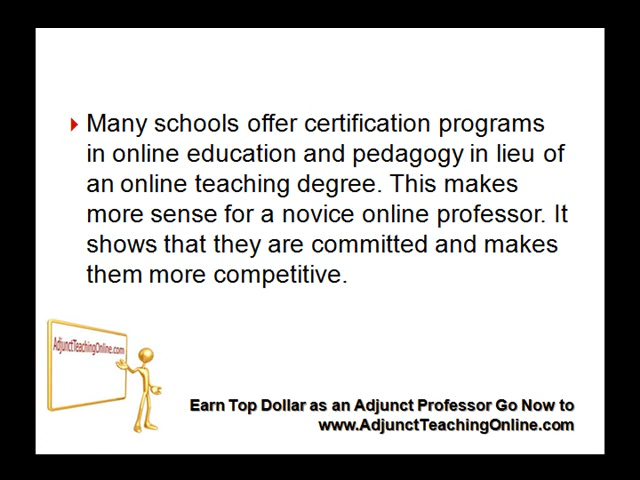 Many schools offer certification programs
in online education and pedagogy in lieu of
an online teaching degree. This makes
more sense for a novice online professor. It
shows that they are committed and makes
them more competitive.
AdjunctTeachingOnline.com
Earn Top Dollar as an Adjunct Professor Go Now to
www.AdjunctTeachingOnline.com